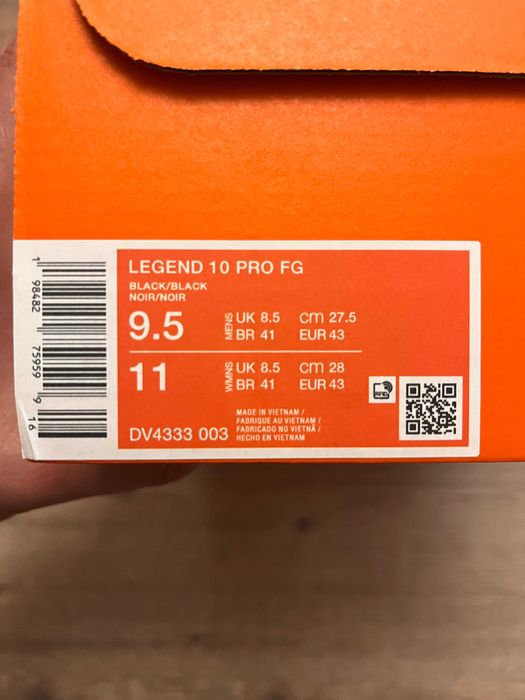 1 98482 75959 9 16
LEGEND 10 PRO FG
BLACK/BLACK
NOIR/NOIR
9.5 MENS UK 8.5 cm 27.5
BR 41 EUR 43
11 WMNS UK 8.5 cm 28
BR 41 EUR 43
DV4333 003
MADE IN VIETNAM /
FABRIQUE AU VIETNAM /
FABRICADO NO VIETNÃ /
HECHO EN VIETNAM